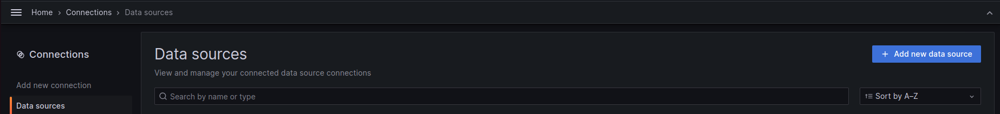 Home > Connections > Data sources
Connections
Add new connection
Data sources
Data sources
View and manage your connected data source connections
+ Add new data source
Search by name or type
Sort by A–Z